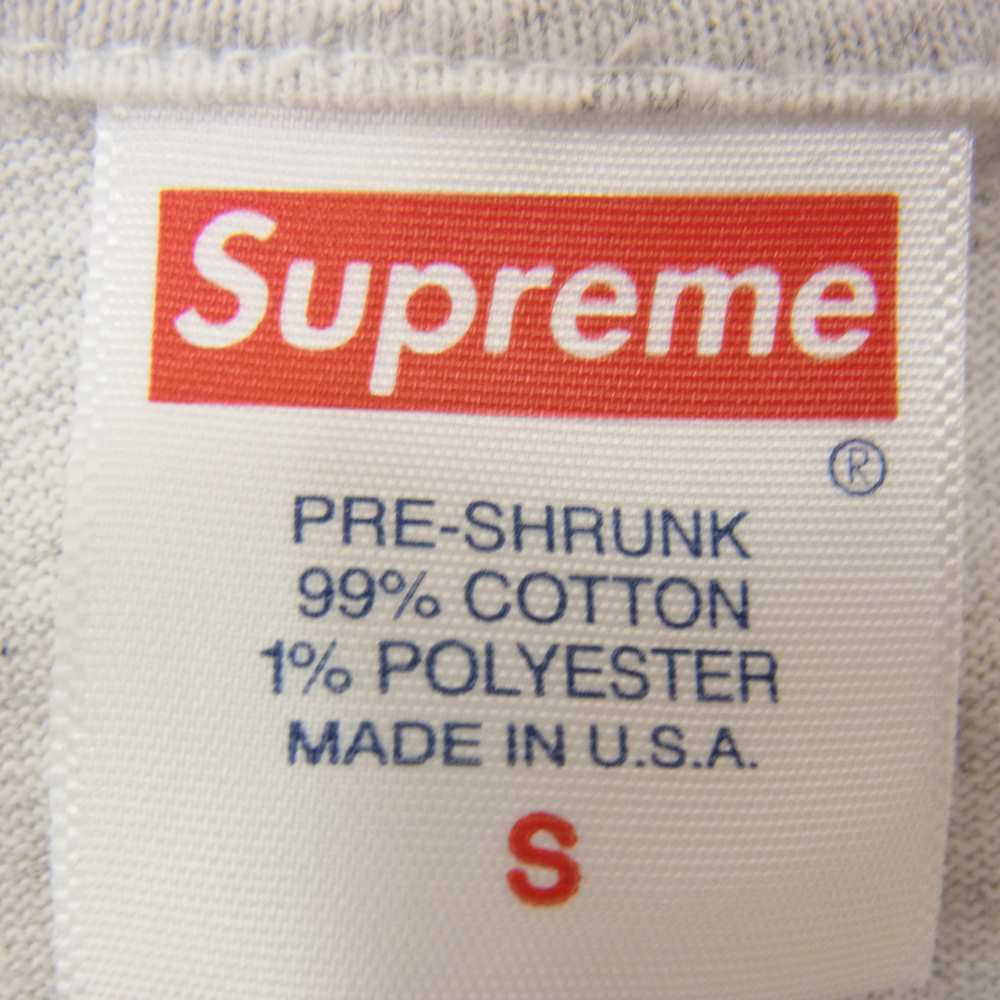 Supreme
®
PRE-SHRUNK
99% COTTON
1% POLYESTER
MADE IN U.S.A.
S